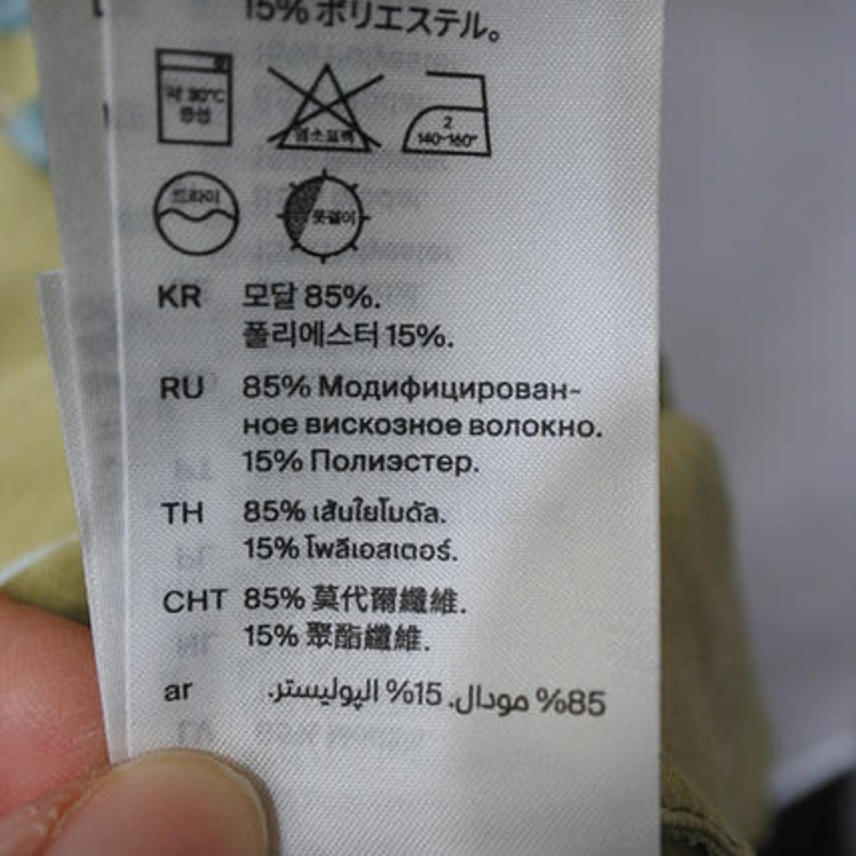 15% ポリエステル。
약 30°C
중성
염소표백
2
140~160°
드라이
옷걸이
KR 모달 85%.
폴리에스터 15%.
RU 85% Модифицирован-
ное вискозное волокно.
15% Полиэстер.
TH 85% เส้นใยโมดัล.
15% โพลีเอสเตอร์.
CHT 85% 莫代爾纖維.
15% 聚酯纖維.
ar 85% مودال. 15% البوليستر.